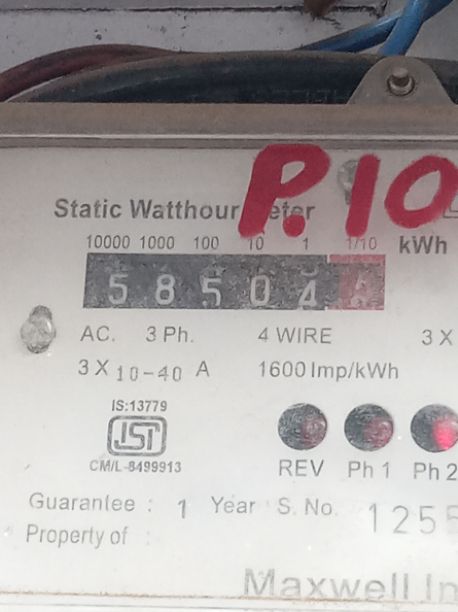 P.10
Static Watthour Meter
10000 1000 100 10 1 1/10 kWh
5 8 5 0 4
AC. 3 Ph. 4 WIRE 3 X
3 X 10-40 A 1600 Imp/kWh
IS:13779
ISI
CM/L-8499913
REV Ph 1 Ph 2
Guarantee : 1 Year S. No. 1255
Property of :
Maxwell In